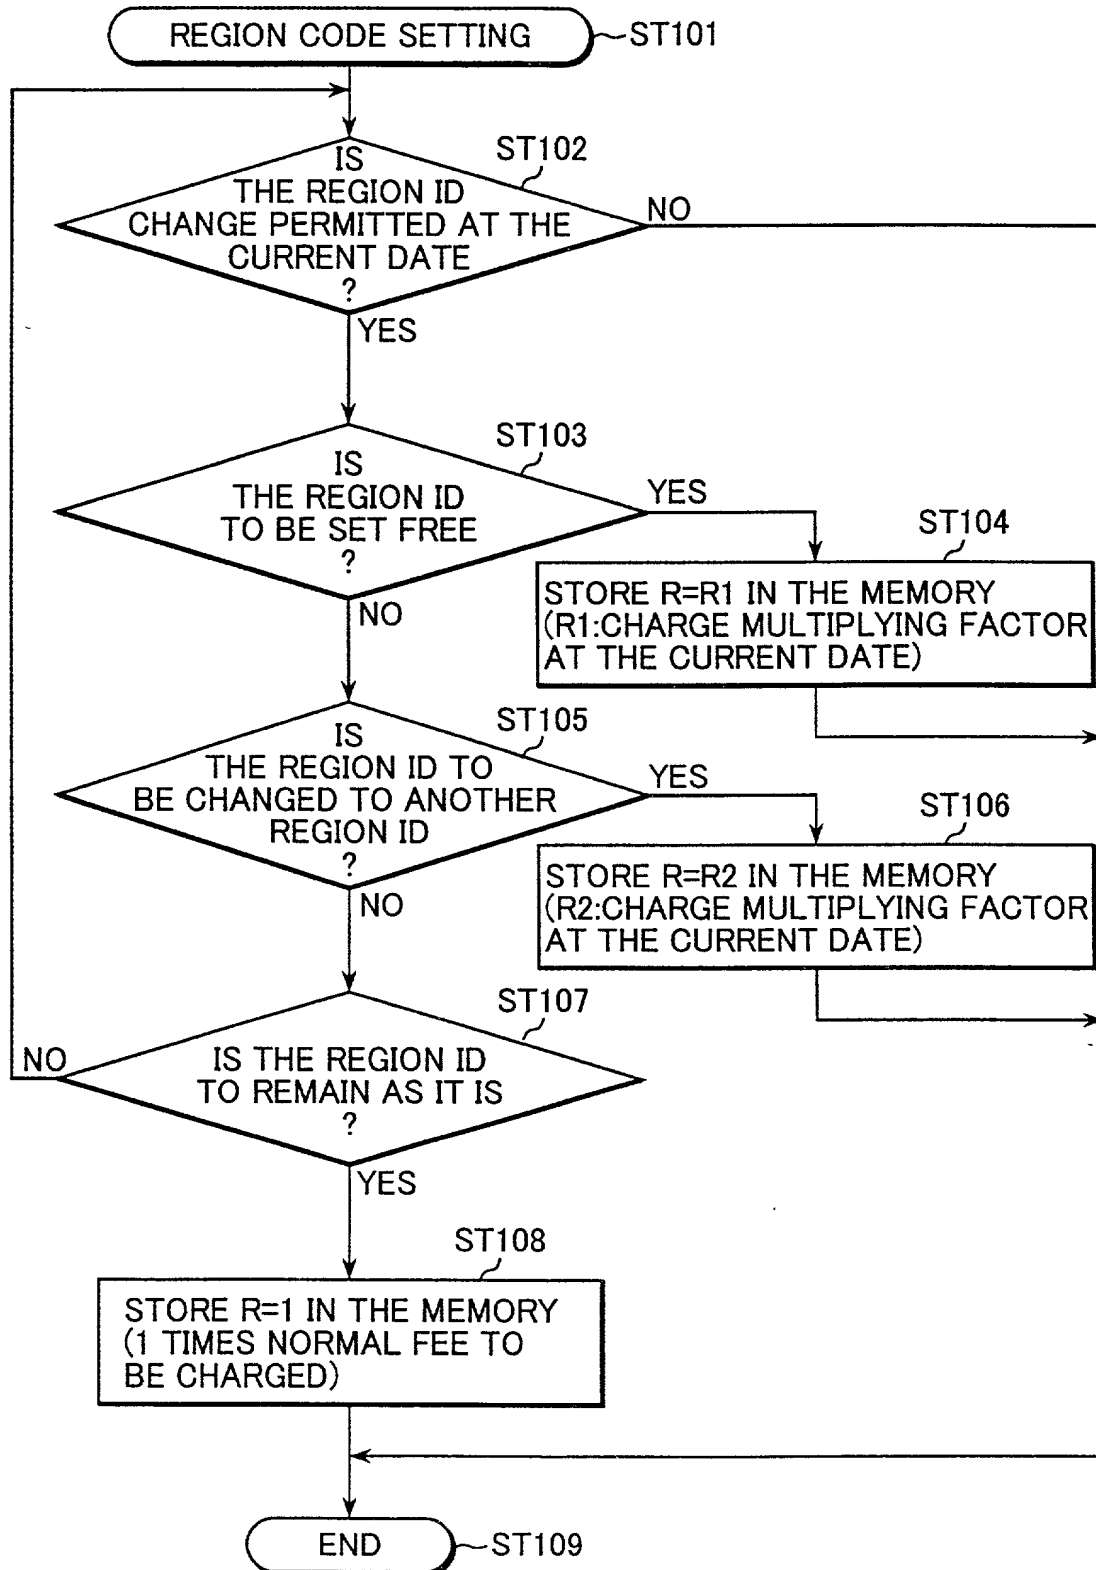 REGION CODE SETTING
ST101
ST102
IS
THE REGION ID
CHANGE PERMITTED AT THE
CURRENT DATE
?
NO
YES
ST103
IS
THE REGION ID
TO BE SET FREE
?
YES
NO
ST104
STORE R=R1 IN THE MEMORY
(R1:CHARGE MULTIPLYING FACTOR
AT THE CURRENT DATE)
ST105
IS
THE REGION ID TO
BE CHANGED TO ANOTHER
REGION ID
?
YES
NO
ST106
STORE R=R2 IN THE MEMORY
(R2:CHARGE MULTIPLYING FACTOR
AT THE CURRENT DATE)
ST107
IS THE REGION ID
TO REMAIN AS IT IS
?
NO
YES
ST108
STORE R=1 IN THE MEMORY
(1 TIMES NORMAL FEE TO
BE CHARGED)
END
ST109